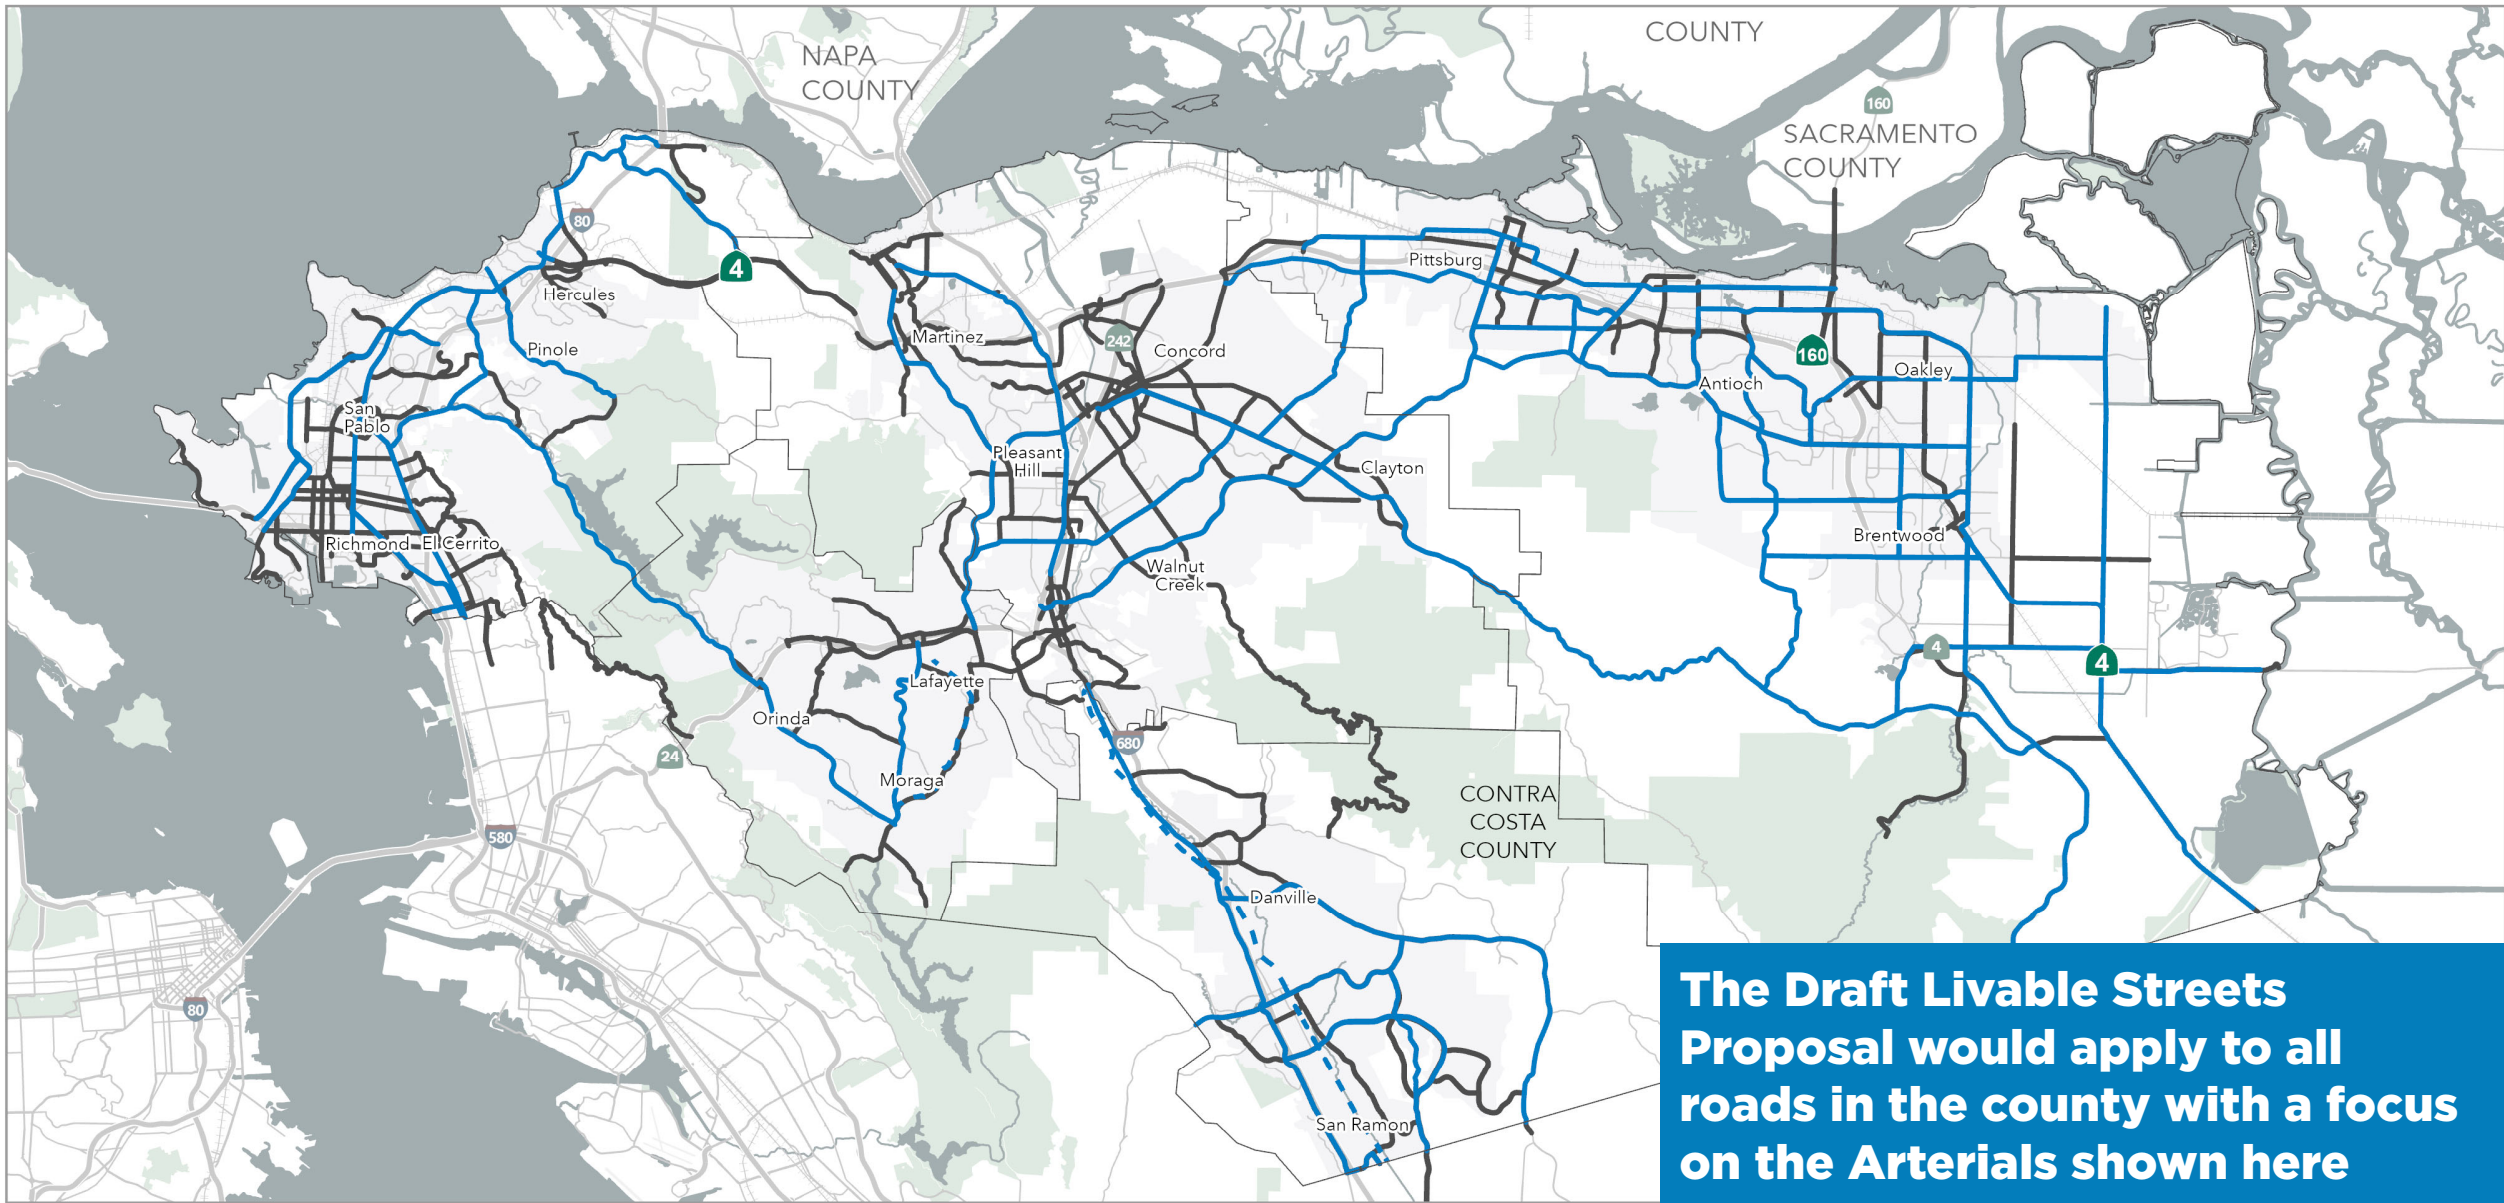 NAPA
COUNTY
COUNTY
160
SACRAMENTO
COUNTY
80
4
Hercules
Pittsburg
Martinez
242
Concord
160
Pinole
Oakley
Antioch
San
Pablo
Pleasant
Hill
Clayton
Richmond
El Cerrito
Brentwood
Walnut
Creek
4
4
Lafayette
Orinda
24
680
Moraga
CONTRA
COSTA
COUNTY
580
Danville
80
San Ramon
The Draft Livable Streets
Proposal would apply to all
roads in the county with a focus
on the Arterials shown here